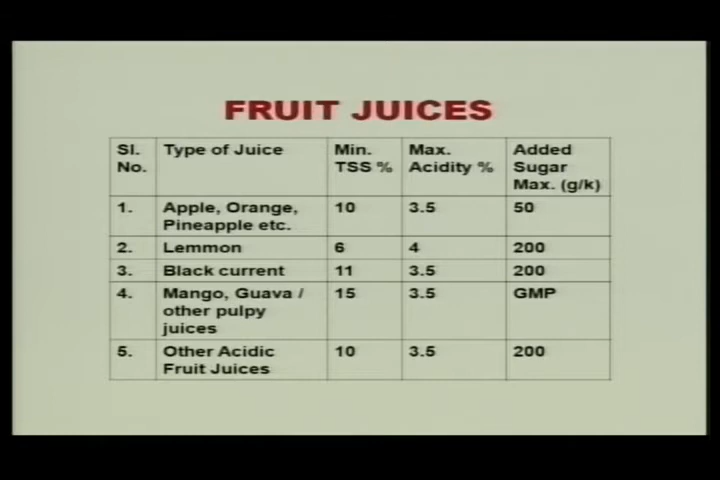 FRUIT JUICES
Sl. No. Type of Juice Min. TSS % Max. Acidity % Added Sugar Max. (g/k)
1. Apple, Orange, Pineapple etc. 10 3.5 50
2. Lemmon 6 4 200
3. Black current 11 3.5 200
4. Mango, Guava / other pulpy juices 15 3.5 GMP
5. Other Acidic Fruit Juices 10 3.5 200